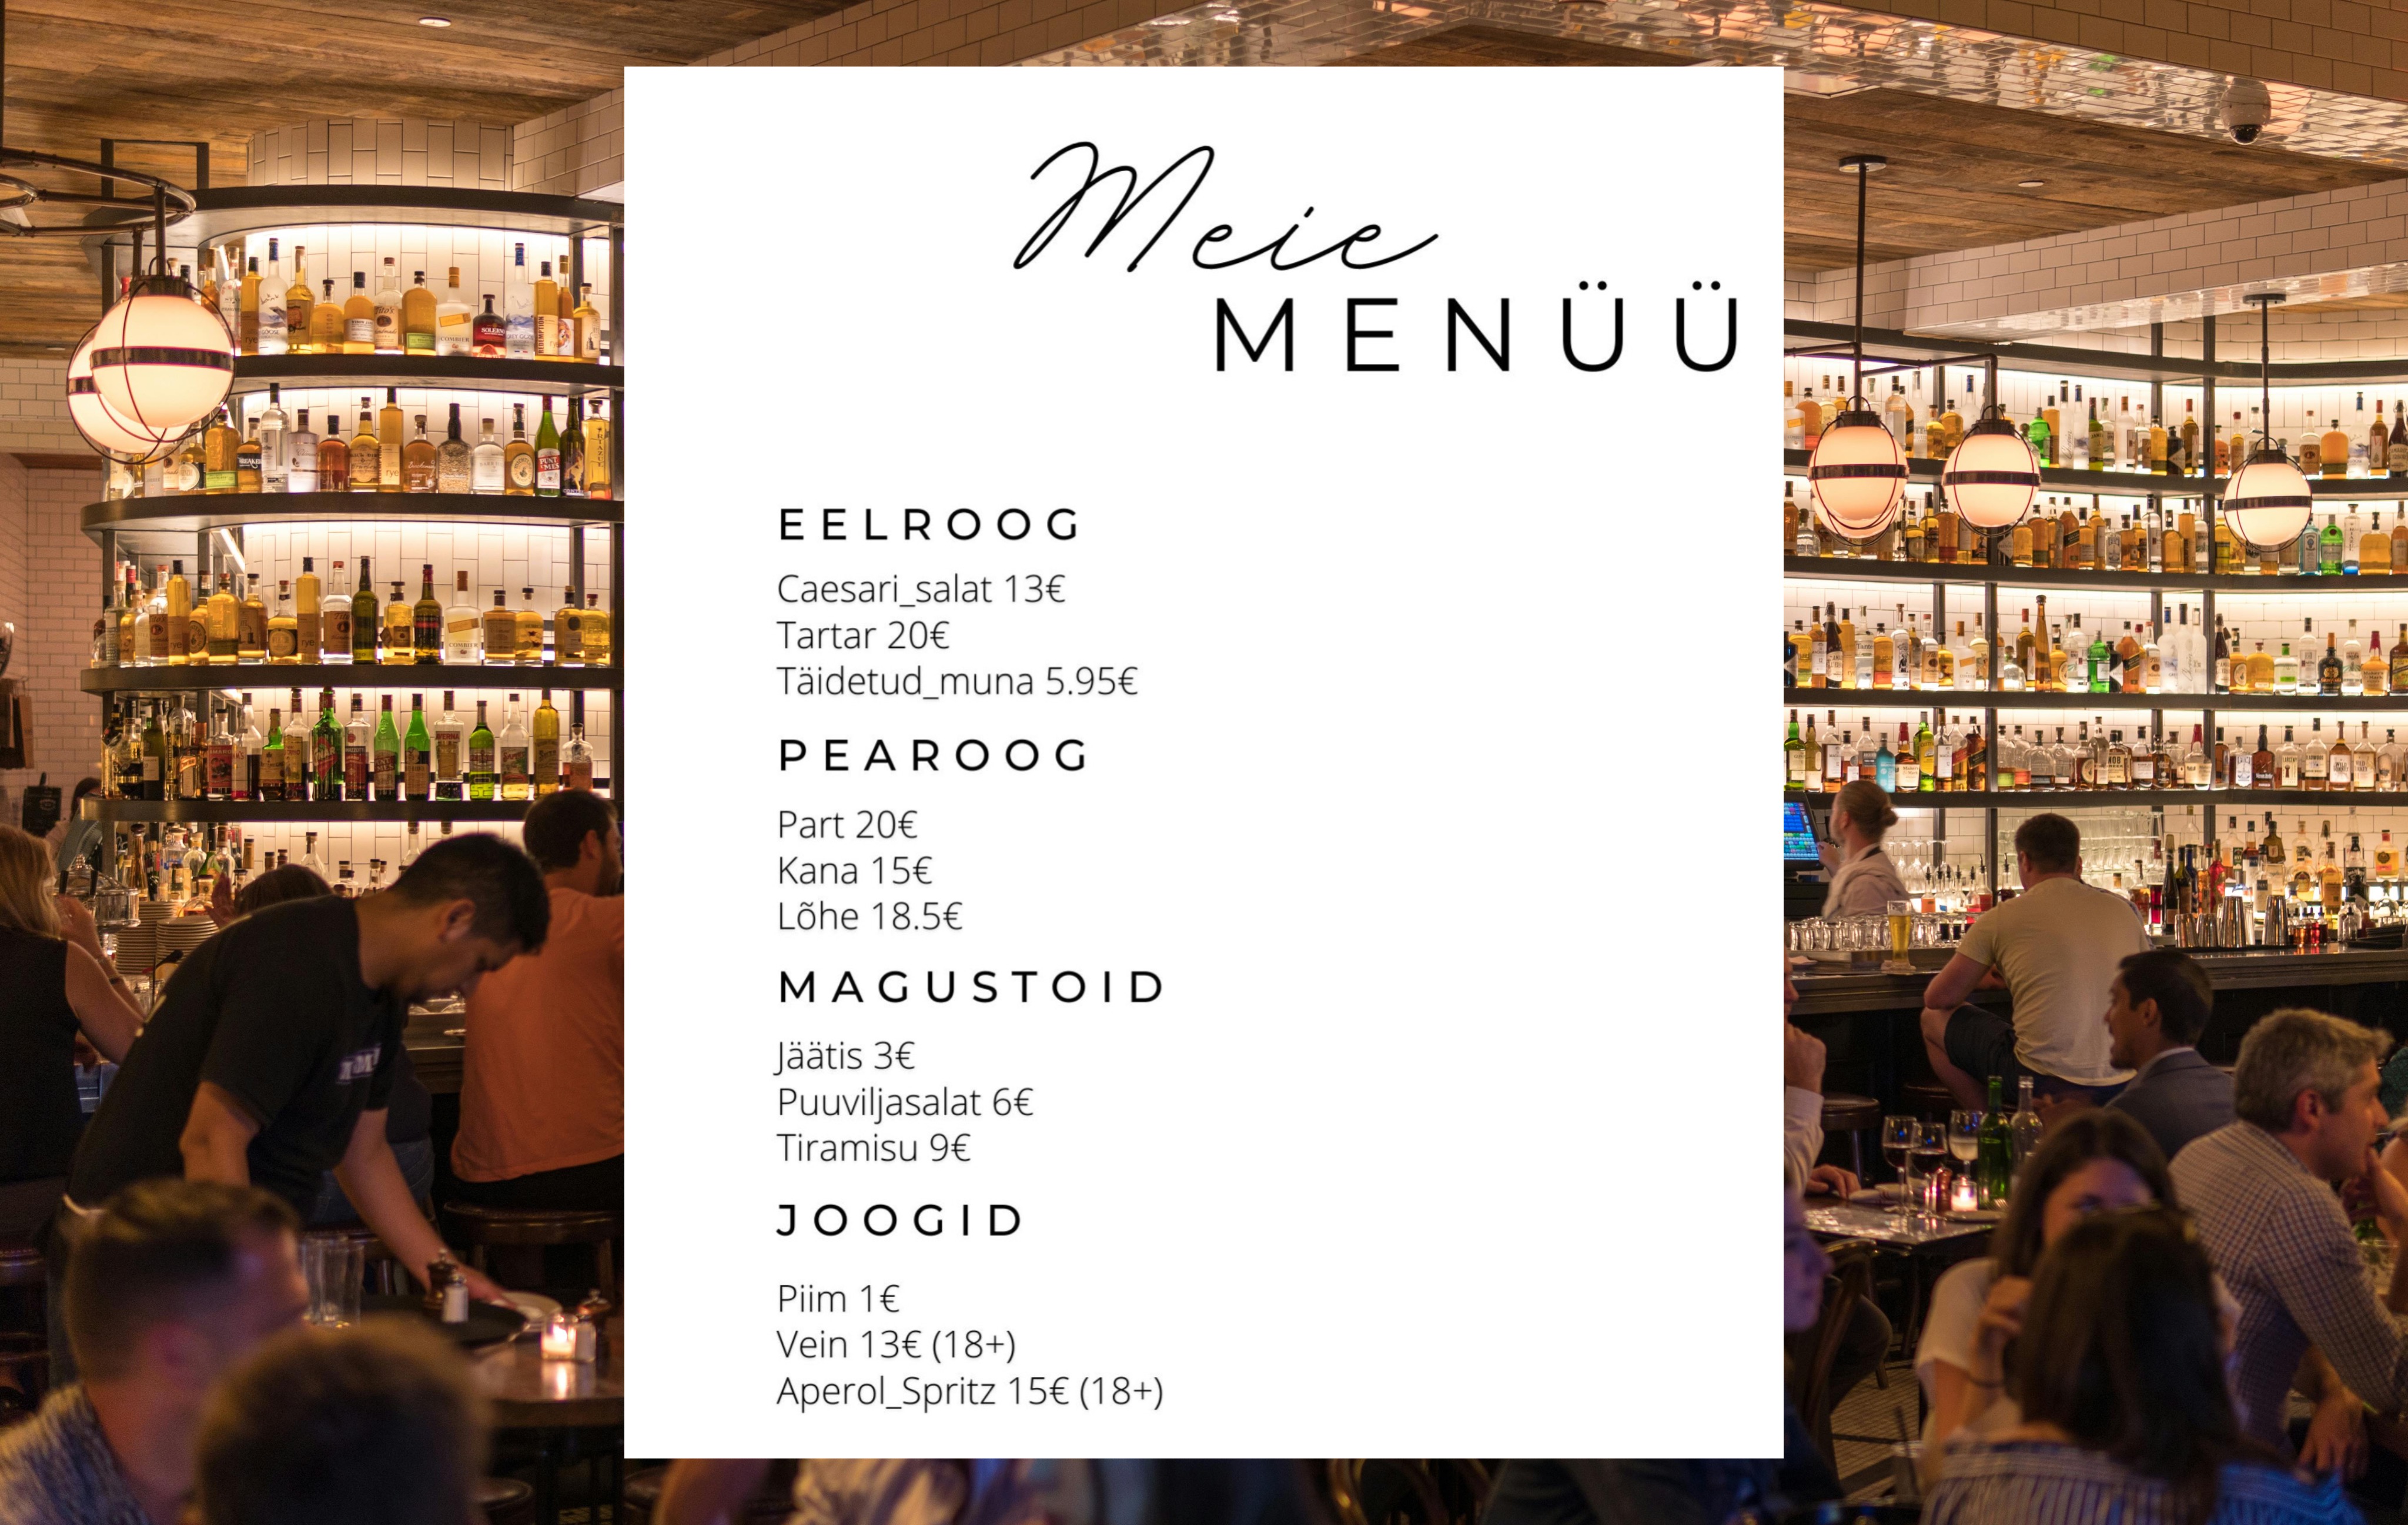 Meie
MENÜÜ
EELROOG
Caesari_salat 13€
Tartar 20€
Täidetud_muna 5.95€
PEAROOG
Part 20€
Kana 15€
Lõhe 18.5€
MAGUSTOID
Jäätis 3€
Puuviljasalat 6€
Tiramisu 9€
JOOGID
Piim 1€
Vein 13€ (18+)
Aperol_Spritz 15€ (18+)